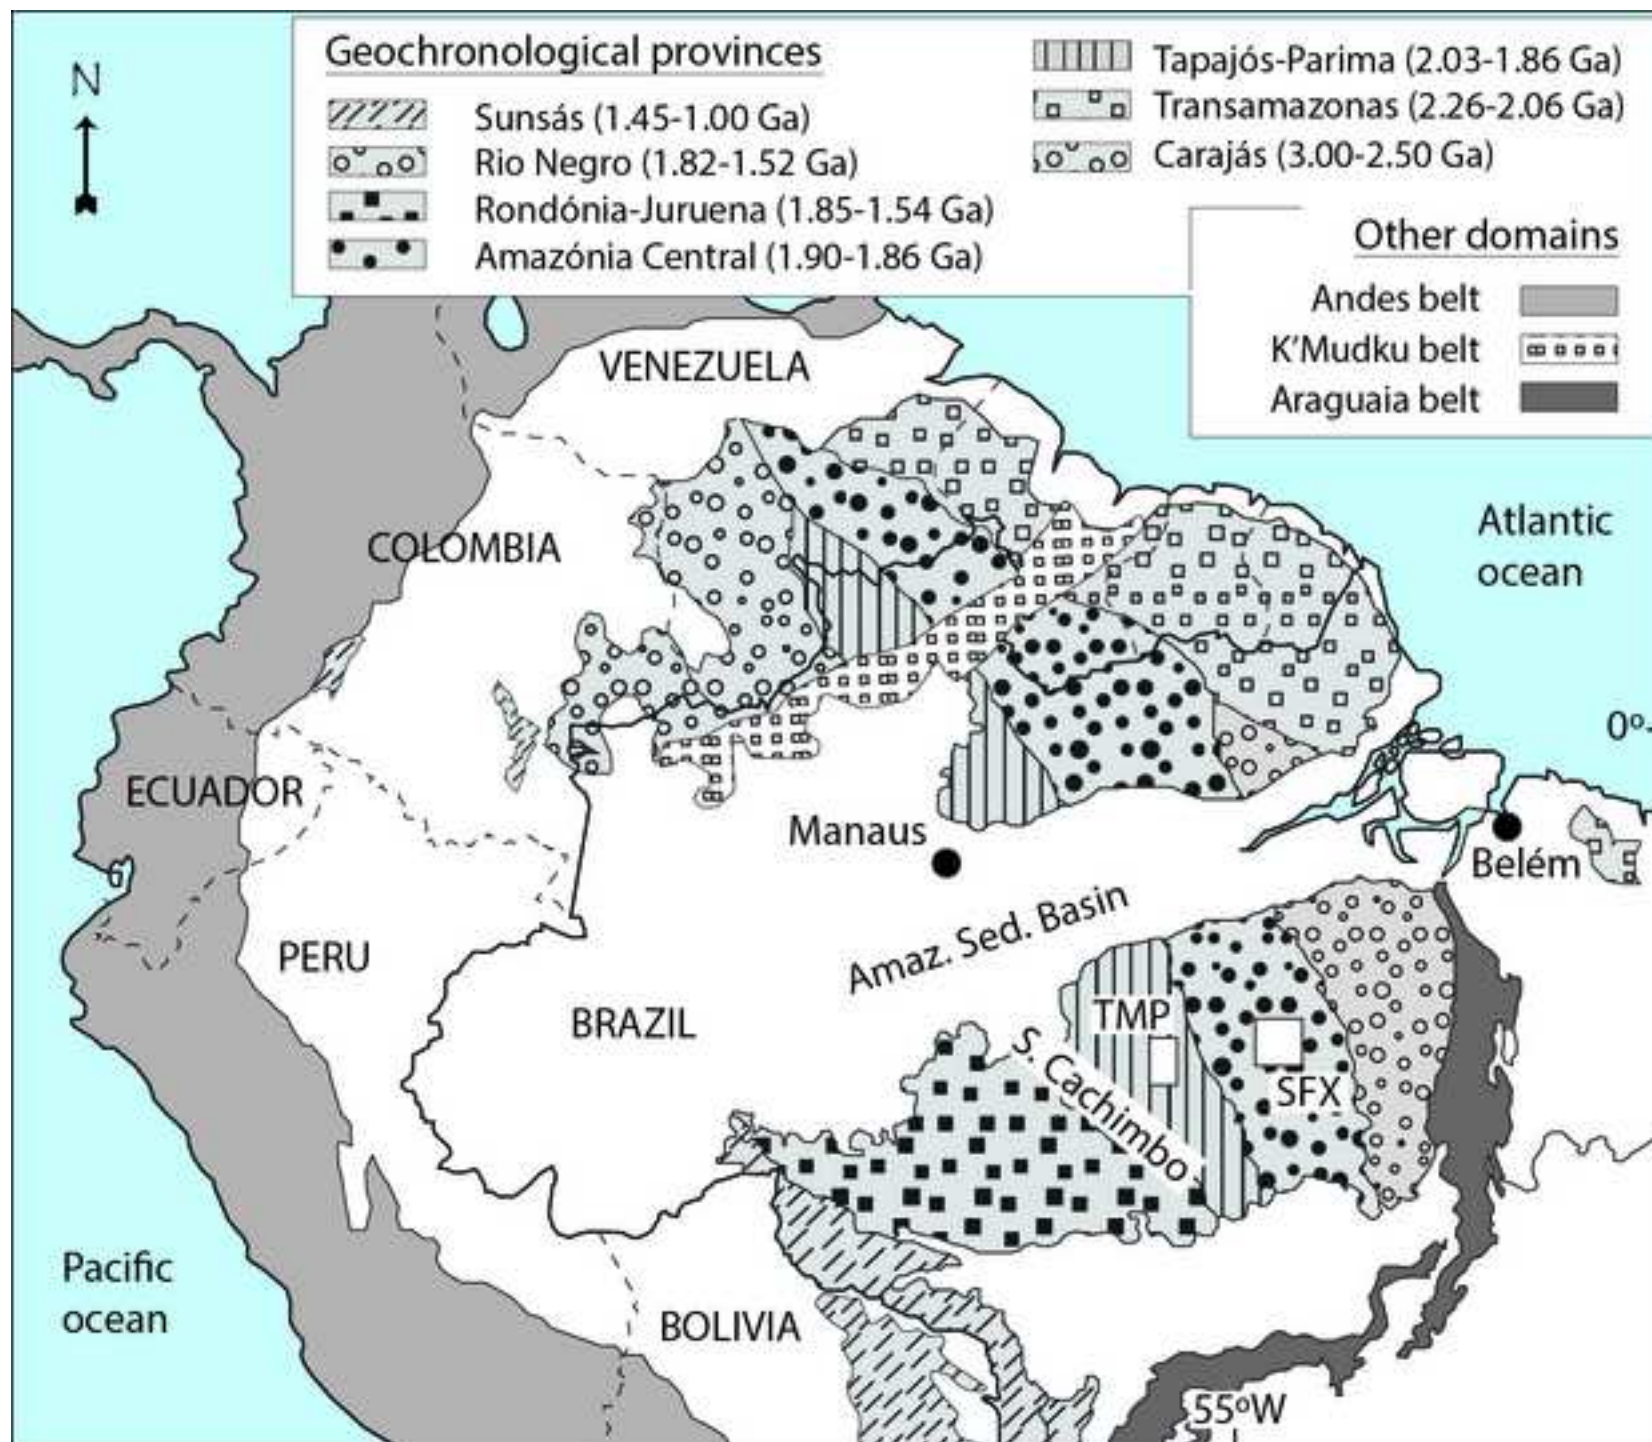 Geochronological provinces
Sunsás (1.45-1.00 Ga)
Rio Negro (1.82-1.52 Ga)
Rondónia-Juruena (1.85-1.54 Ga)
Amazónia Central (1.90-1.86 Ga)
Tapajós-Parima (2.03-1.86 Ga)
Transamazonas (2.26-2.06 Ga)
Carajás (3.00-2.50 Ga)
Other domains
Andes belt
K'Mudku belt
Araguaia belt
N
VENEZUELA
COLOMBIA
Atlantic
ocean
0º
ECUADOR
Manaus
Belém
Amaz. Sed. Basin
PERU
BRAZIL
TMP
S. Cachimbo
SFX
Pacific
ocean
BOLIVIA
55ºW